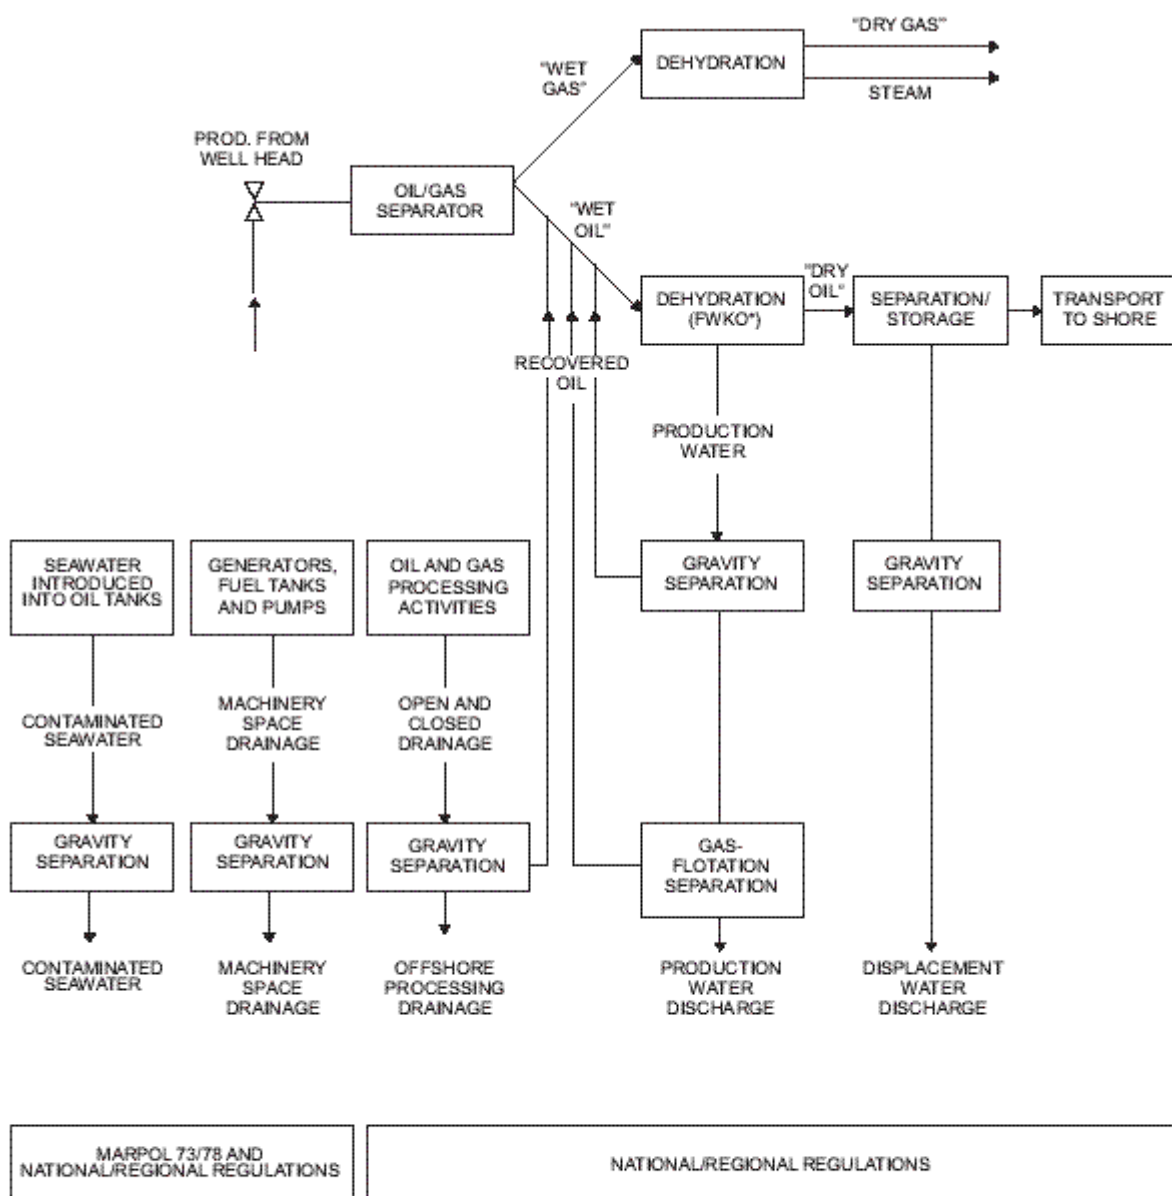 "DRY GAS"
"WET
GAS"
DEHYDRATION
STEAM
PROD. FROM
WELL HEAD
OIL/GAS
SEPARATOR
"WET
OIL"
"DRY
OIL"
DEHYDRATION
(FWKO*)
SEPARATION/
STORAGE
TRANSPORT
TO SHORE
RECOVERED
OIL
PRODUCTION
WATER
SEAWATER
INTRODUCED
INTO OIL TANKS
GENERATORS,
FUEL TANKS
AND PUMPS
OIL AND GAS
PROCESSING
ACTIVITIES
GRAVITY
SEPARATION
GRAVITY
SEPARATION
CONTAMINATED
SEAWATER
MACHINERY
SPACE
DRAINAGE
OPEN AND
CLOSED
DRAINAGE
GRAVITY
SEPARATION
GRAVITY
SEPARATION
GRAVITY
SEPARATION
GAS-
FLOTATION
SEPARATION
CONTAMINATED
SEAWATER
MACHINERY
SPACE
DRAINAGE
OFFSHORE
PROCESSING
DRAINAGE
PRODUCTION
WATER
DISCHARGE
DISPLACEMENT
WATER
DISCHARGE
MARPOL 73/78 AND
NATIONAL/REGIONAL REGULATIONS
NATIONAL/REGIONAL REGULATIONS